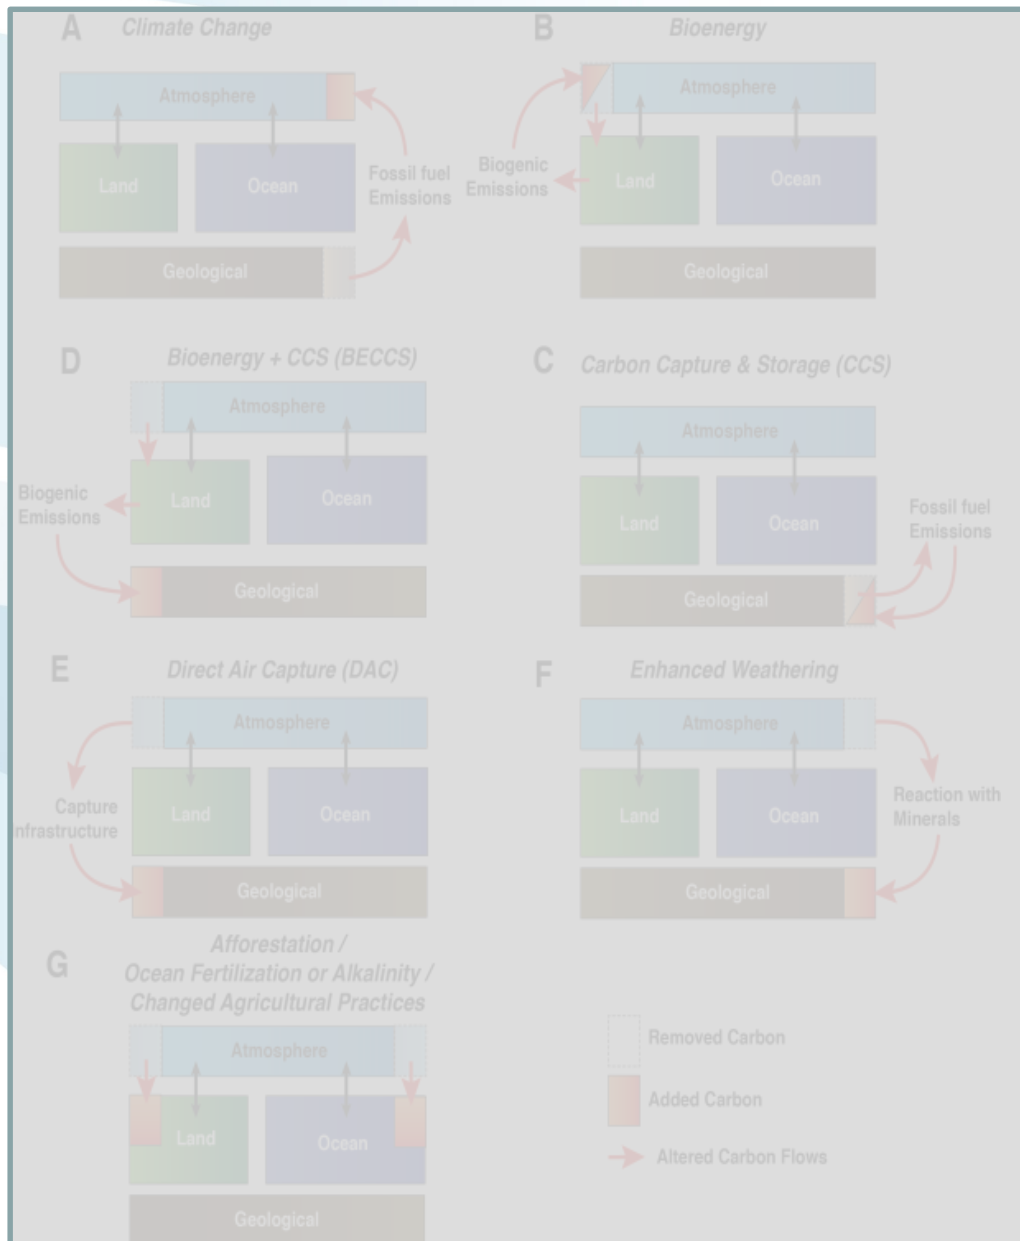 A Climate Change
Atmosphere
Land
Ocean
Fossil fuel
Emissions
Geological
B Bioenergy
Atmosphere
Biogenic
Emissions
Land
Ocean
Geological
D Bioenergy + CCS (BECCS)
Atmosphere
Biogenic
Emissions
Land
Ocean
Geological
C Carbon Capture & Storage (CCS)
Atmosphere
Land
Ocean
Fossil fuel
Emissions
Geological
E Direct Air Capture (DAC)
Atmosphere
Land
Ocean
Capture
Infrastructure
Geological
F Enhanced Weathering
Atmosphere
Land
Ocean
Reaction with
Minerals
Geological
G
Afforestation /
Ocean Fertilization or Alkalinity /
Changed Agricultural Practices
Atmosphere
Land
Ocean
Geological
Removed Carbon
Added Carbon
Altered Carbon Flows